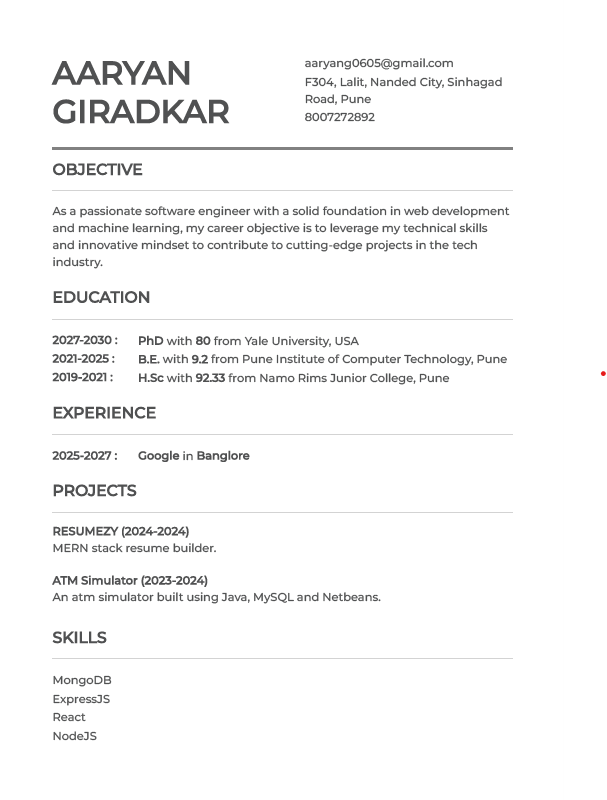 AARYAN
GIRADKAR
aaryang0605@gmail.com
F304, Lalit, Nanded City, Sinhagad
Road, Pune
8007272892
OBJECTIVE
As a passionate software engineer with a solid foundation in web development
and machine learning, my career objective is to leverage my technical skills
and innovative mindset to contribute to cutting-edge projects in the tech
industry.
EDUCATION
2027-2030 : PhD with 80 from Yale University, USA
2021-2025 : B.E. with 9.2 from Pune Institute of Computer Technology, Pune
2019-2021 : H.Sc with 92.33 from Namo Rims Junior College, Pune
EXPERIENCE
2025-2027 : Google in Banglore
PROJECTS
RESUMEZY (2024-2024)
MERN stack resume builder.
ATM Simulator (2023-2024)
An atm simulator built using Java, MySQL and Netbeans.
SKILLS
MongoDB
ExpressJS
React
NodeJS